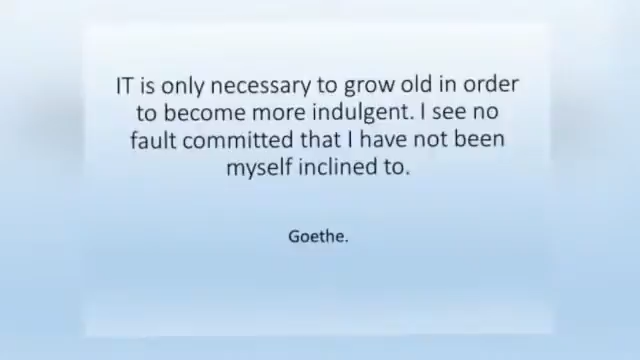 IT is only necessary to grow old in order
to become more indulgent. I see no
fault committed that I have not been
myself inclined to.
Goethe.